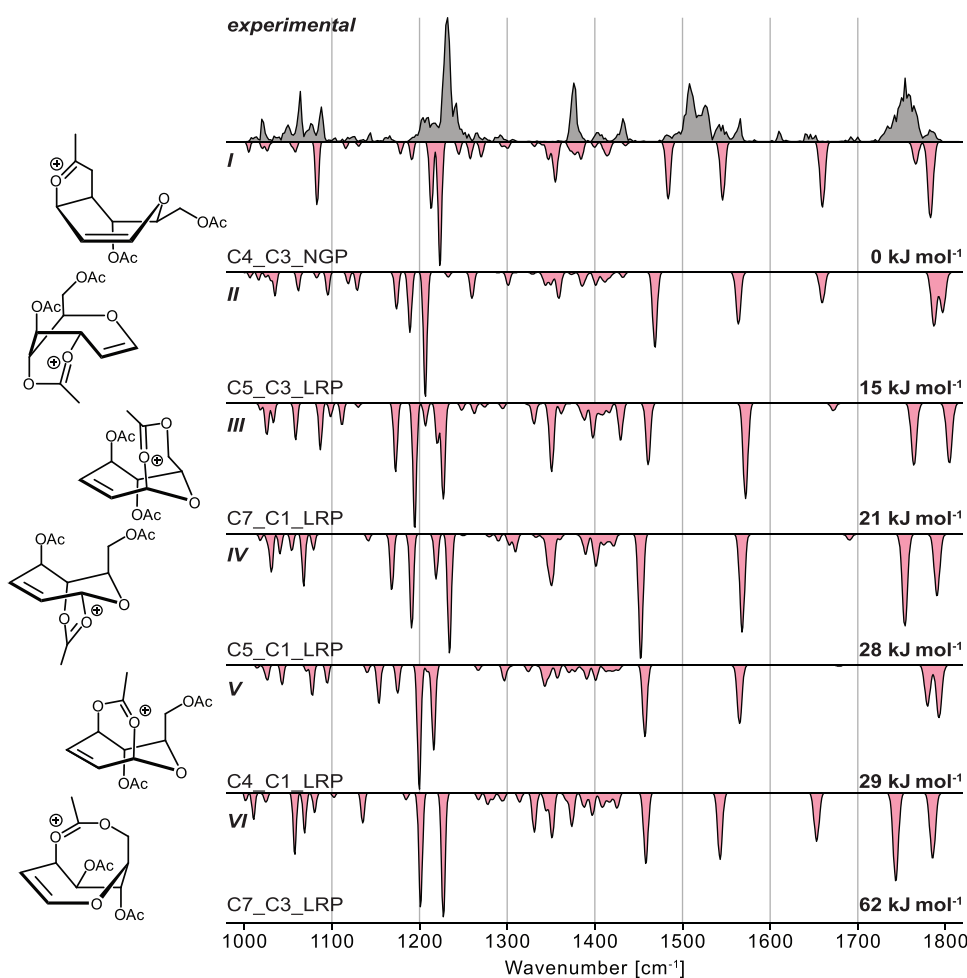 experimental
I
⊕
O
O
OAc
OAc
C4_C3_NGP 0 kJ mol⁻¹
II
OAc
OAc
O
O
⊕
O
C5_C3_LRP 15 kJ mol⁻¹
III
O
OAc
O
⊕
O
OAc
C7_C1_LRP 21 kJ mol⁻¹
IV
OAc
OAc
O
O
O
⊕
C5_C1_LRP 28 kJ mol⁻¹
V
O
⊕
OAc
O
O
OAc
C4_C1_LRP 29 kJ mol⁻¹
VI
⊕
O
O
OAc
O
OAc
C7_C3_LRP 62 kJ mol⁻¹
1000 1100 1200 1300 1400 1500 1600 1700 1800
Wavenumber [cm⁻¹]